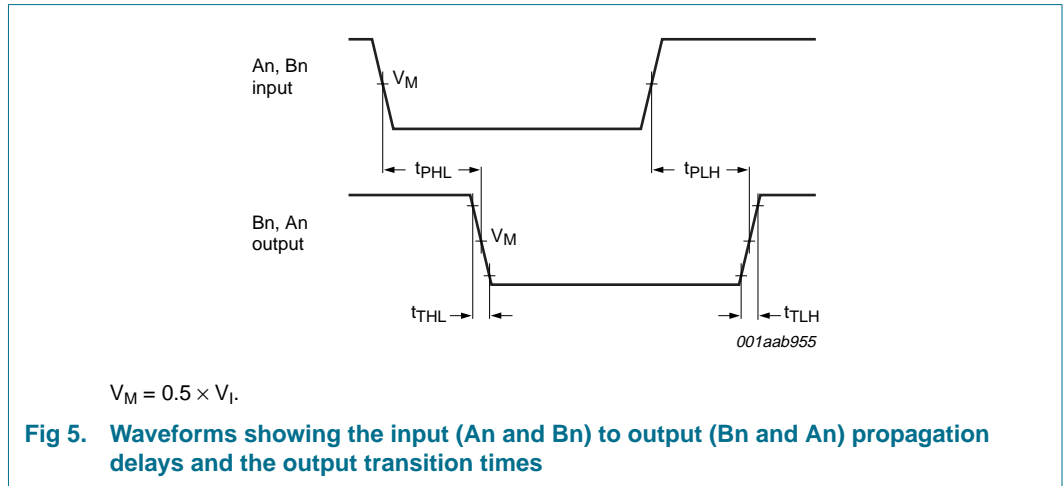 An, Bn
input
VM
tPHL
tPLH
Bn, An
output
VM
tTHL
tTLH
001aab955
VM = 0.5 × VI.
Fig 5. Waveforms showing the input (An and Bn) to output (Bn and An) propagation
delays and the output transition times